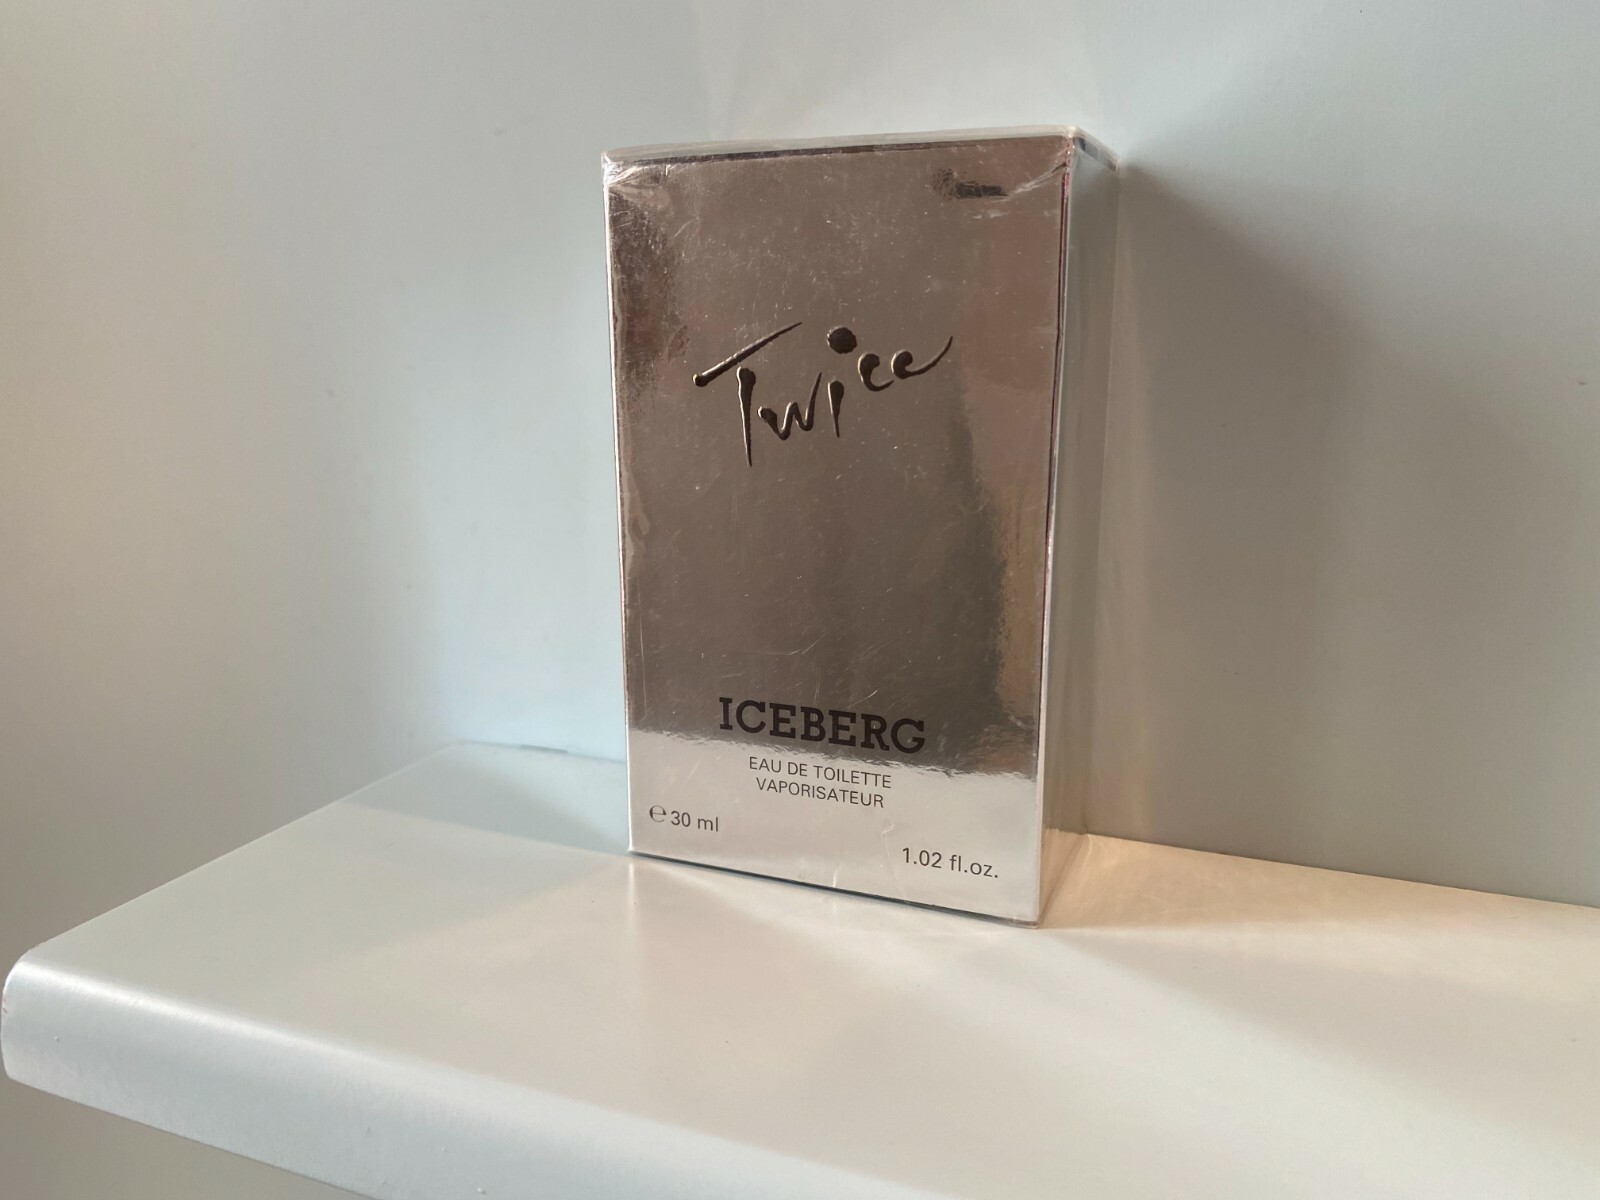 Twice
ICEBERG
EAU DE TOILETTE
VAPORISATEUR
℮ 30 ml
1.02 fl.oz.